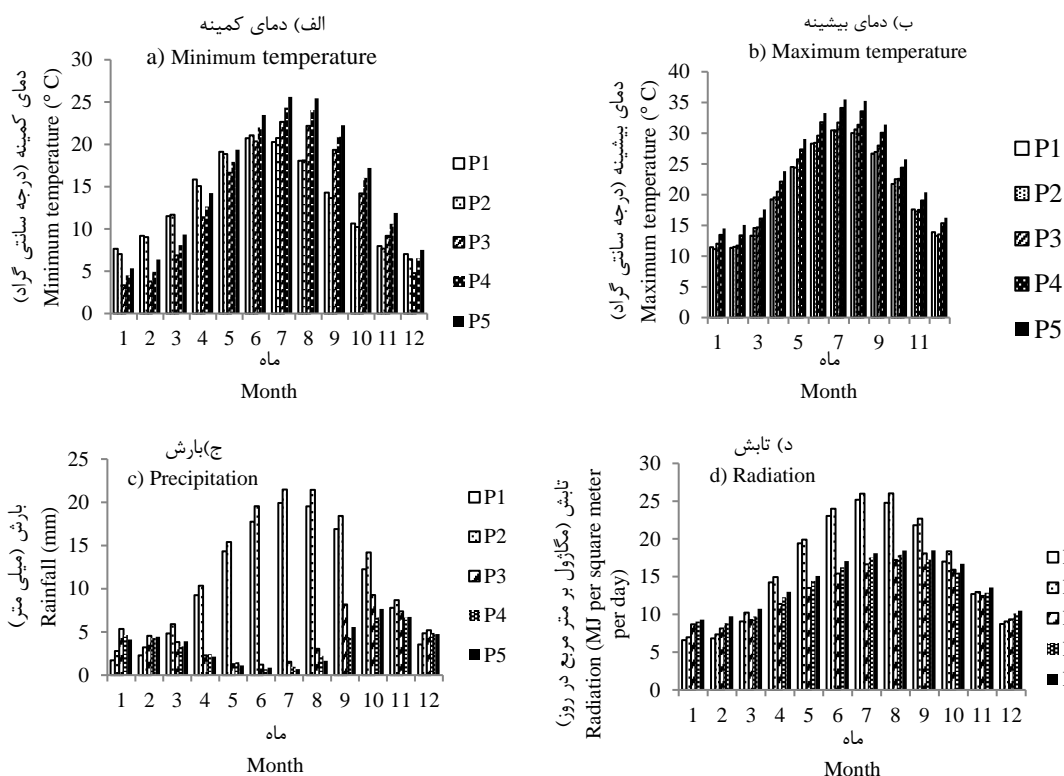 الف) دمای کمینه
a) Minimum temperature
دمای کمینه (درجه سانتی گراد)
Minimum temperature (° C)
30
25
20
15
10
5
0
1 2 3 4 5 6 7 8 9 10 11 12
ماه
Month
P1
P2
P3
P4
P5
ب) دمای بیشینه
b) Maximum temperature
دمای بیشینه (درجه سانتی گراد)
Maximum temperature (° C)
40
35
30
25
20
15
10
5
0
1 3 5 7 9 11
ماه
Month
P1
P2
P3
P4
P5
ج)بارش
c) Precipitation
بارش (میلی متر)
Rainfall (mm)
25
20
15
10
5
0
1 2 3 4 5 6 7 8 9 10 11 12
ماه
Month
P1
P2
P3
P4
P5
د) تابش
d) Radiation
تابش (مگاژول بر متر مربع در روز)
Radiation (MJ per square meter
per day)
30
25
20
15
10
5
0
1 2 3 4 5 6 7 8 9 10 11 12
ماه
Month